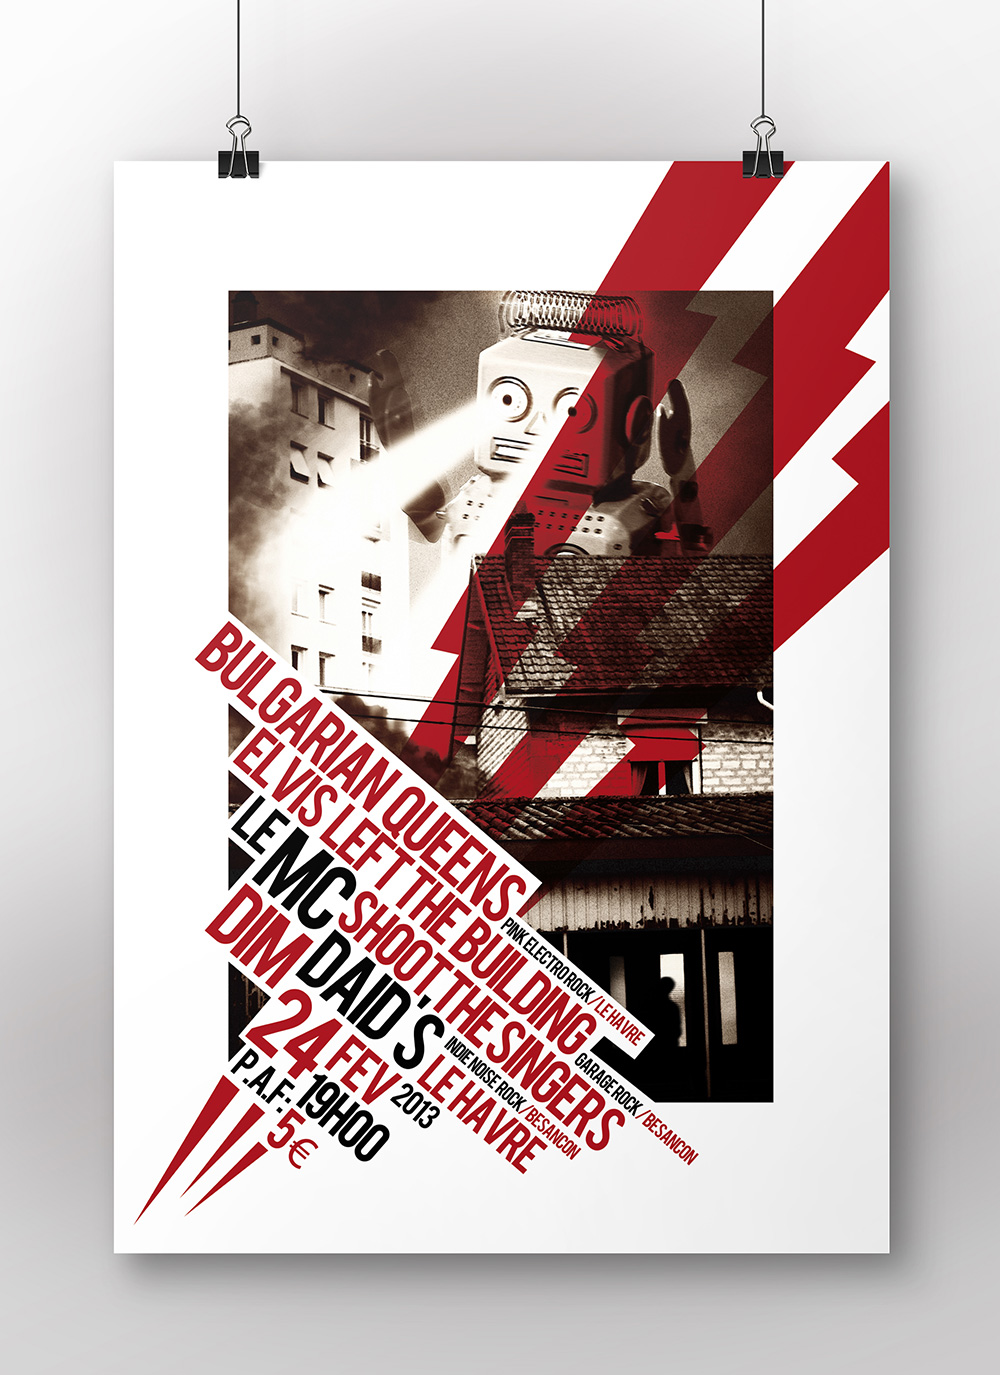 BULGARIAN QUEENS
PINK ELECTRO ROCK/LE HAVRE
ELVIS LEFT THE BUILDING
GARAGE ROCK/BESANCON
SHOOT THE SINGERS
INDIE NOISE ROCK/BESANCON
LE MC DAID'S LE HAVRE
DIM 24 FEV 2013
19H00
P.A.F: 5€